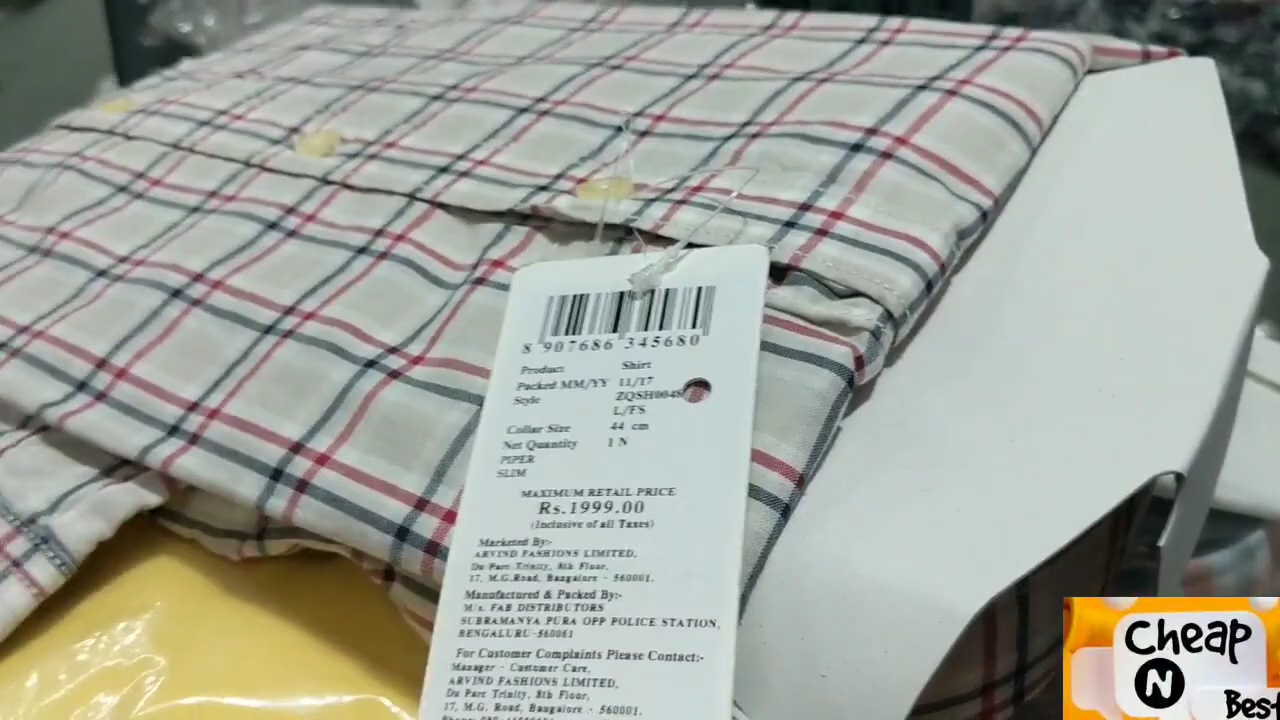 8 907686 345680
Product Shirt
Packed MM/YY 11/17
Style ZQSH0048
L/FS
Collar Size 44 cm
Net Quantity 1 N
PIPER
SLIM
MAXIMUM RETAIL PRICE
Rs.1999.00
(Inclusive of all Taxes)
Marketed By:-
ARVIND FASHIONS LIMITED,
Du Parc Trinity, 8th Floor,
17, M.G.Road, Bangalore - 560001.
Manufactured & Packed By:-
M/s. FAB DISTRIBUTORS
SUBRAMANYA PURA OPP POLICE STATION,
BENGALURU-560061
For Customer Complaints Please Contact:-
Manager - Customer Care,
ARVIND FASHIONS LIMITED,
Du Parc Trinity, 8th Floor,
17, M.G. Road, Bangalore - 560001.
Cheap
N
Best